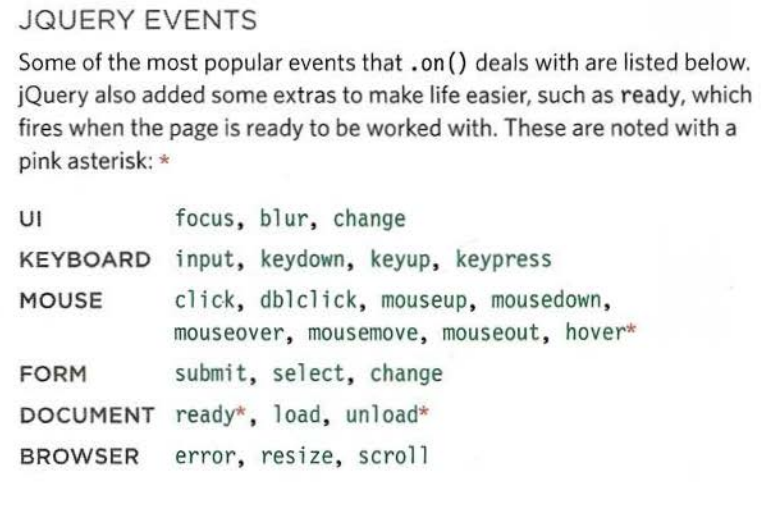 JQUERY EVENTS
Some of the most popular events that .on() deals with are listed below.
jQuery also added some extras to make life easier, such as ready, which
fires when the page is ready to be worked with. These are noted with a
pink asterisk: *
UI focus, blur, change
KEYBOARD input, keydown, keyup, keypress
MOUSE click, dblclick, mouseup, mousedown,
mouseover, mousemove, mouseout, hover*
FORM submit, select, change
DOCUMENT ready*, load, unload*
BROWSER error, resize, scroll